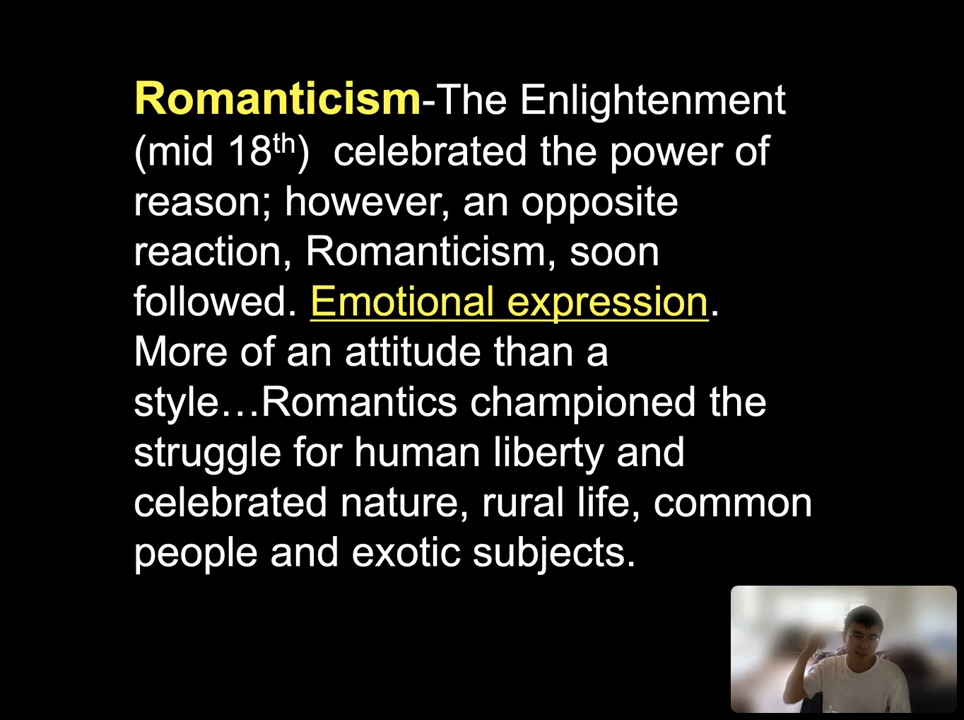 Romanticism-The Enlightenment
(mid 18th)  celebrated the power of
reason; however, an opposite
reaction, Romanticism, soon
followed. Emotional expression.
More of an attitude than a
style…Romantics championed the
struggle for human liberty and
celebrated nature, rural life, common
people and exotic subjects.